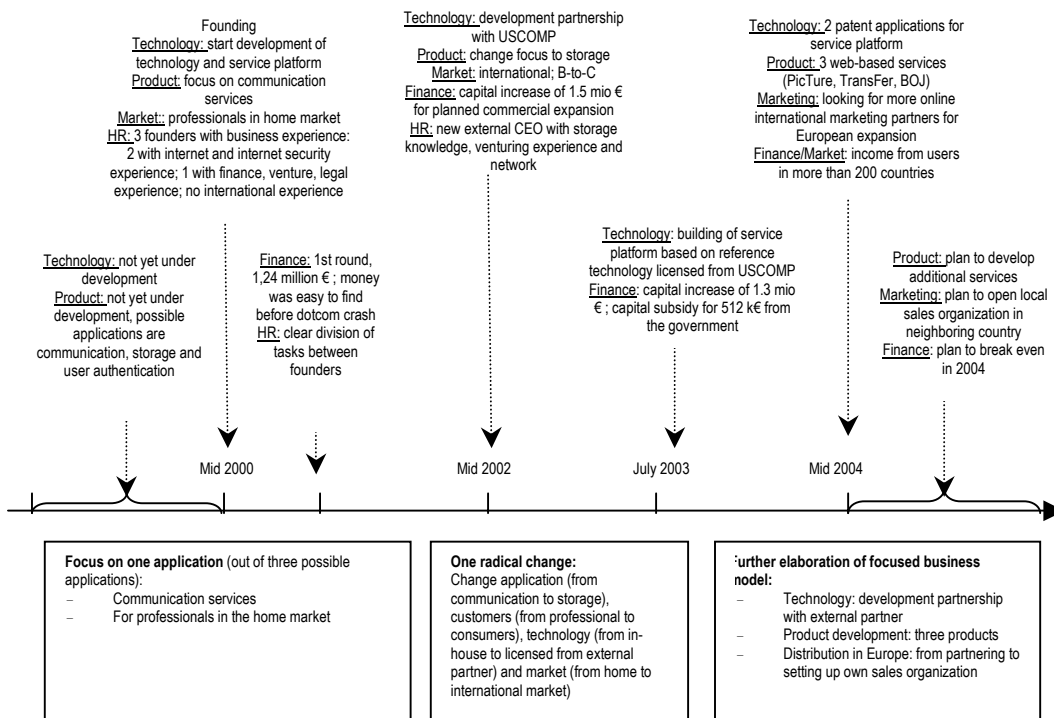 Founding
Technology: start development of
technology and service platform
Product: focus on communication
services
Market:: professionals in home market
HR: 3 founders with business experience:
2 with internet and internet security
experience; 1 with finance, venture, legal
experience; no international experience
Technology: development partnership
with USCOMP
Product: change focus to storage
Market: international; B-to-C
Finance: capital increase of 1.5 mio €
for planned commercial expansion
HR: new external CEO with storage
knowledge, venturing experience and
network
Technology: 2 patent applications for
service platform
Product: 3 web-based services
(PicTure, TransFer, BOJ)
Marketing: looking for more online
international marketing partners for
European expansion
Finance/Market: income from users
in more than 200 countries
Technology: not yet under
development
Product: not yet under
development, possible
applications are
communication, storage and
user authentication
Finance: 1st round,
1,24 million € ; money
was easy to find
before dotcom crash
HR: clear division of
tasks between
founders
Technology: building of service
platform based on reference
technology licensed from USCOMP
Finance: capital increase of 1.3 mio
€ ; capital subsidy for 512 k€ from
the government
Product: plan to develop
additional services
Marketing: plan to open local
sales organization in
neighboring country
Finance: plan to break even
in 2004
Mid 2000
Mid 2002
July 2003
Mid 2004
Focus on one application (out of three possible
applications):
– Communication services
– For professionals in the home market
One radical change:
Change application (from
communication to storage),
customers (from professional to
consumers), technology (from in-
house to licensed from external
partner) and market (from home to
international market)
urther elaboration of focused business
model:
– Technology: development partnership
with external partner
– Product development: three products
– Distribution in Europe: from partnering to
setting up own sales organization